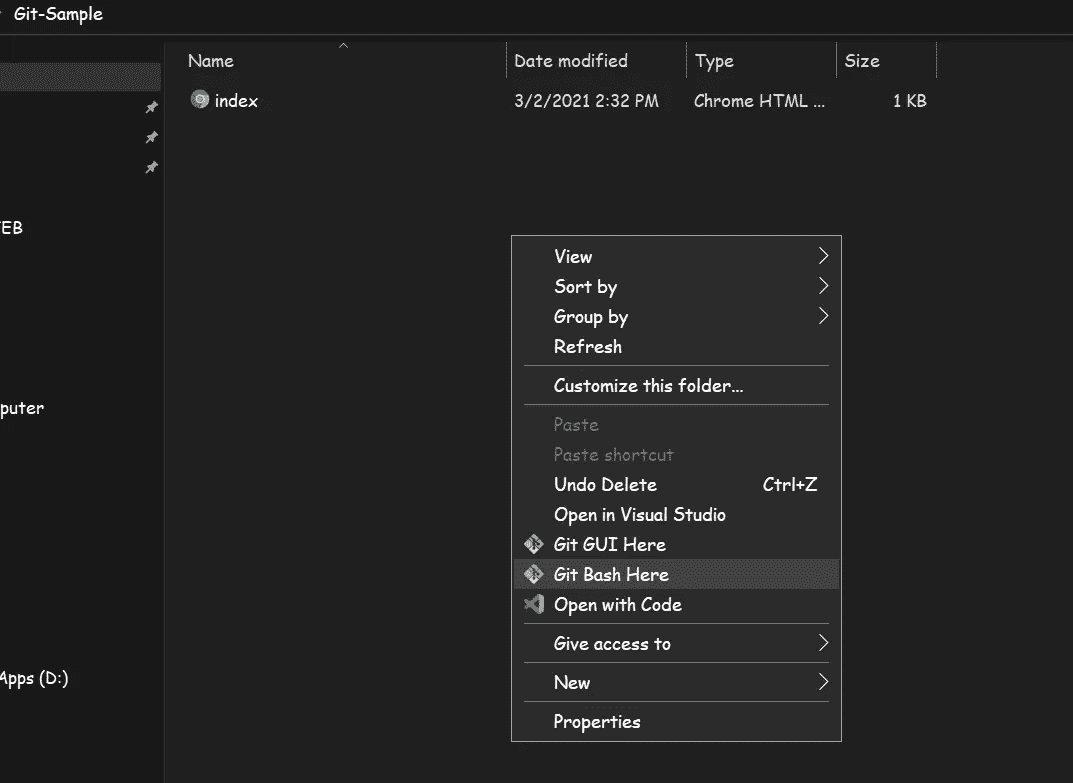 Git-Sample
Name Date modified Type Size
index 3/2/2021 2:32 PM Chrome HTML ... 1 KB
EB
View
Sort by
Group by
Refresh
Customize this folder...
puter
Paste
Paste shortcut
Undo Delete Ctrl+Z
Open in Visual Studio
Git GUI Here
Git Bash Here
Open with Code
Give access to
Apps (D:)
New
Properties